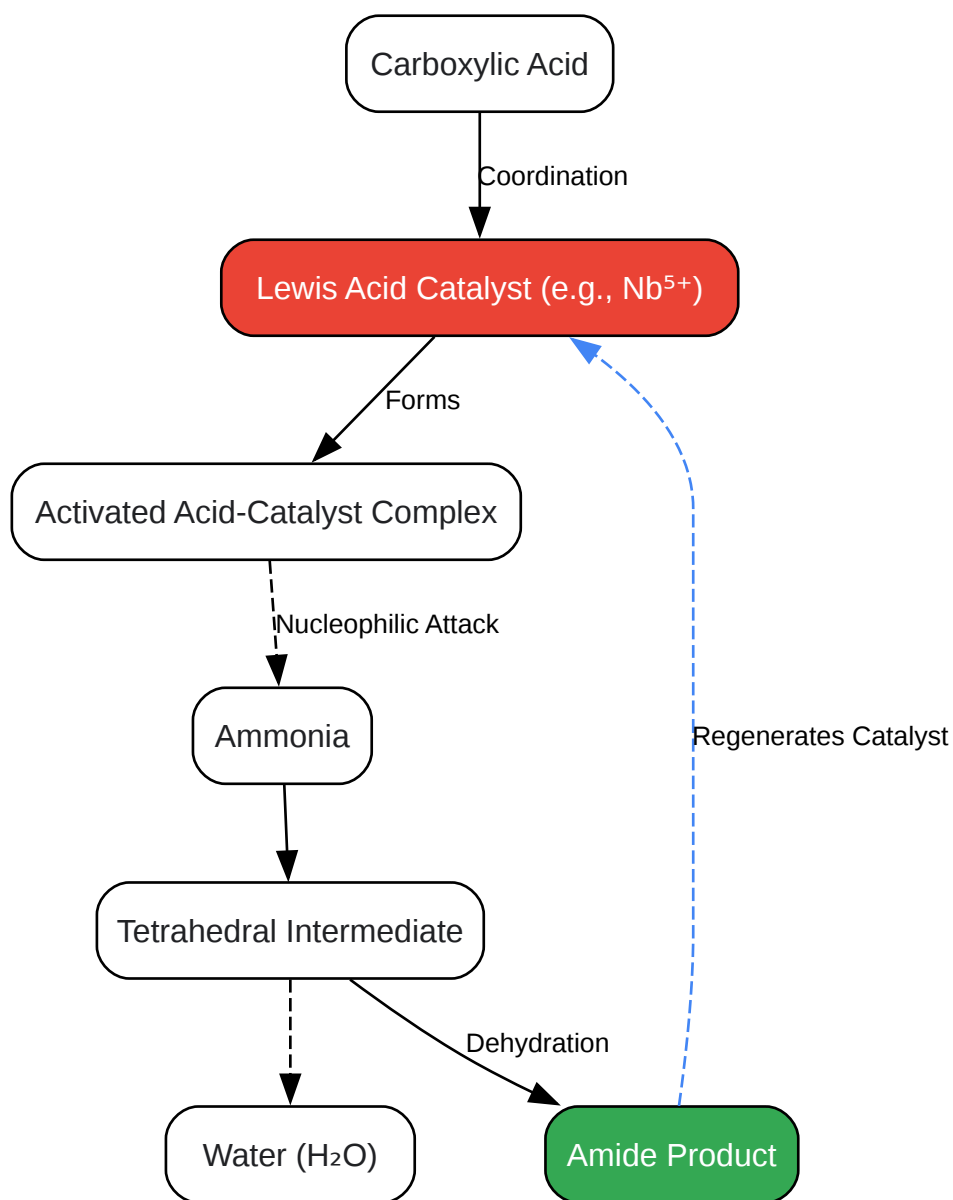 Carboxylic Acid
Coordination
Lewis Acid Catalyst (e.g., Nb⁵⁺)
Forms
Activated Acid-Catalyst Complex
Nucleophilic Attack
Ammonia
Regenerates Catalyst
Tetrahedral Intermediate
Dehydration
Water (H₂O)
Amide Product